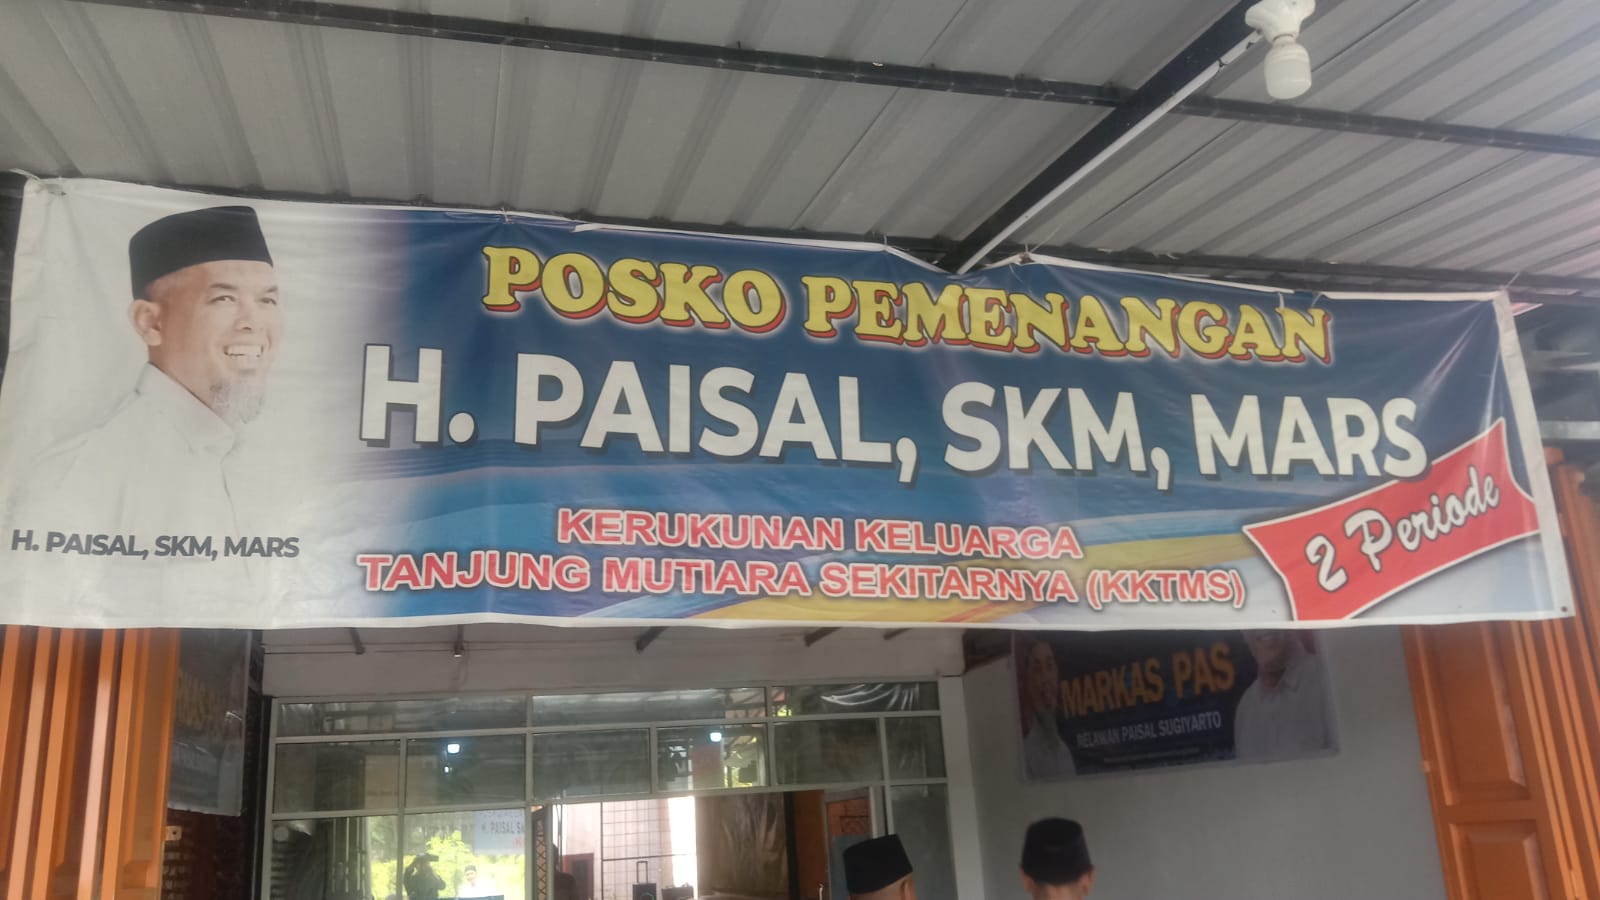 POSKO PEMENANGAN
H. PAISAL, SKM, MARS
KERUKUNAN KELUARGA
TANJUNG MUTIARA SEKITARNYA (KKTMS)
2 Periode
H. PAISAL, SKM, MARS
MARKAS PAS
RELAWAN PAISAL SUGIYARTO
H. PAISAL